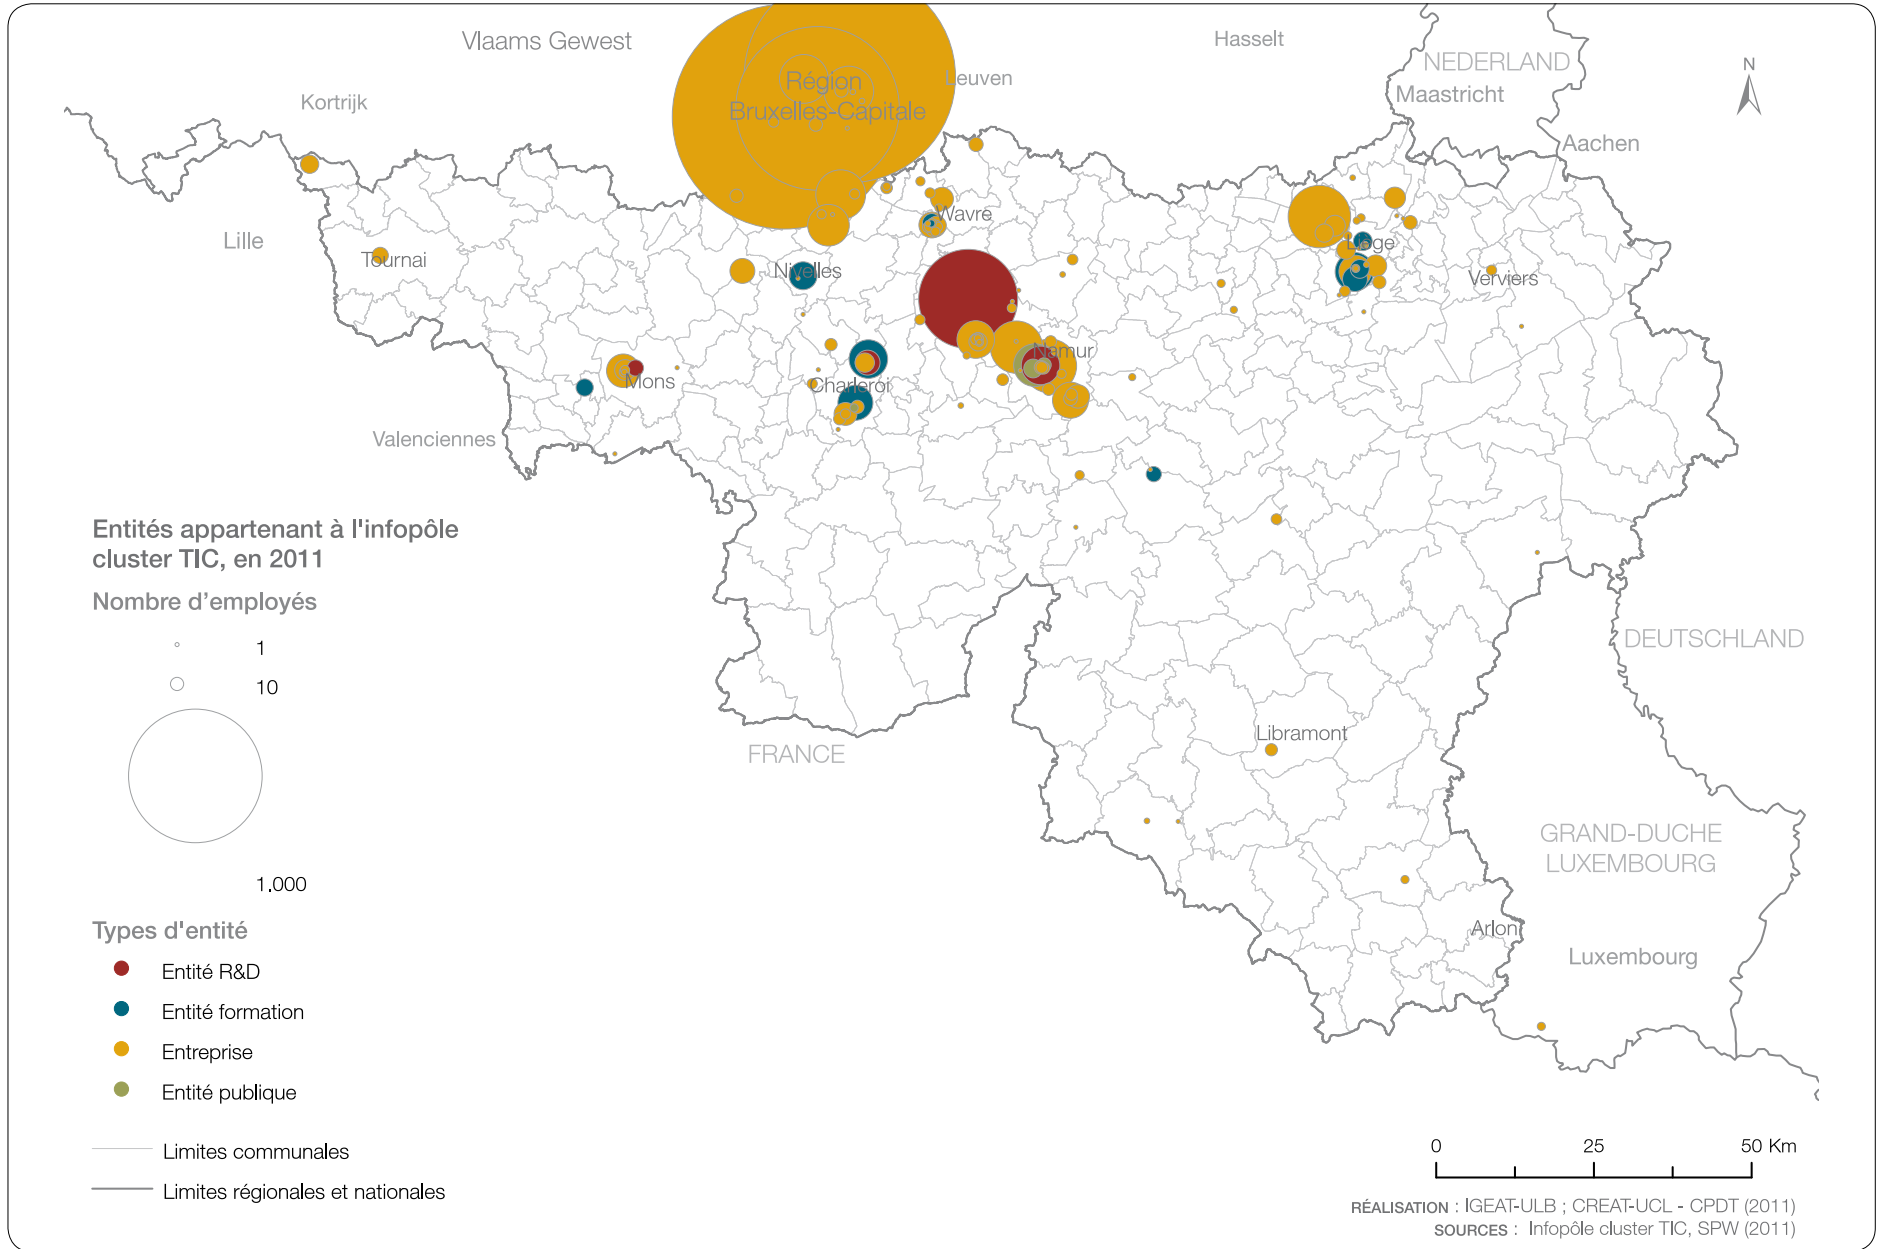 Vlaams Gewest
Hasselt
NEDERLAND
Maastricht
N
Kortrijk
Région
Bruxelles-Capitale
Leuven
Aachen
Lille
Tournai
Wavre
Nivelles
Liège
Verviers
Mons
Charleroi
Namur
Valenciennes
Entités appartenant à l'infopôle
cluster TIC, en 2011
Nombre d'employés
1
10
1.000
Types d'entité
Entité R&D
Entité formation
Entreprise
Entité publique
Limites communales
Limites régionales et nationales
FRANCE
Libramont
DEUTSCHLAND
GRAND-DUCHE
LUXEMBOURG
Arlon
Luxembourg
0 25 50 Km
RÉALISATION : IGEAT-ULB ; CREAT-UCL - CPDT (2011)
SOURCES : Infopôle cluster TIC, SPW (2011)